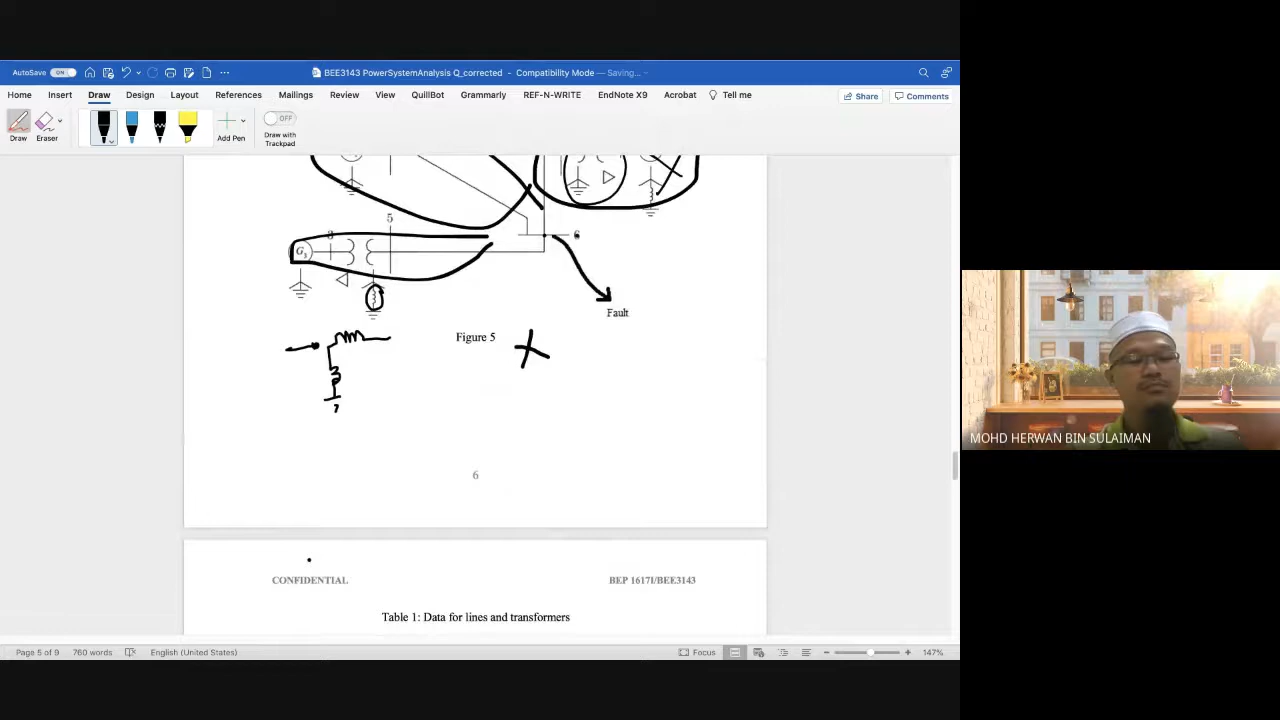 AutoSave ON BEE3143 PowerSystemAnalysis Q_corrected - Compatibility Mode — Saving...
Home Insert Draw Design Layout References Mailings Review View QuillBot Grammarly REF-N-WRITE EndNote X9 Acrobat Tell me Share Comments
Draw Eraser Add Pen OFF Draw with Trackpad
5
3 6
G3
Fault
Figure 5
MOHD HERWAN BIN SULAIMAN
6
CONFIDENTIAL BEP 1617I/BEE3143
Table 1: Data for lines and transformers
Page 5 of 9 760 words English (United States) Focus 147%